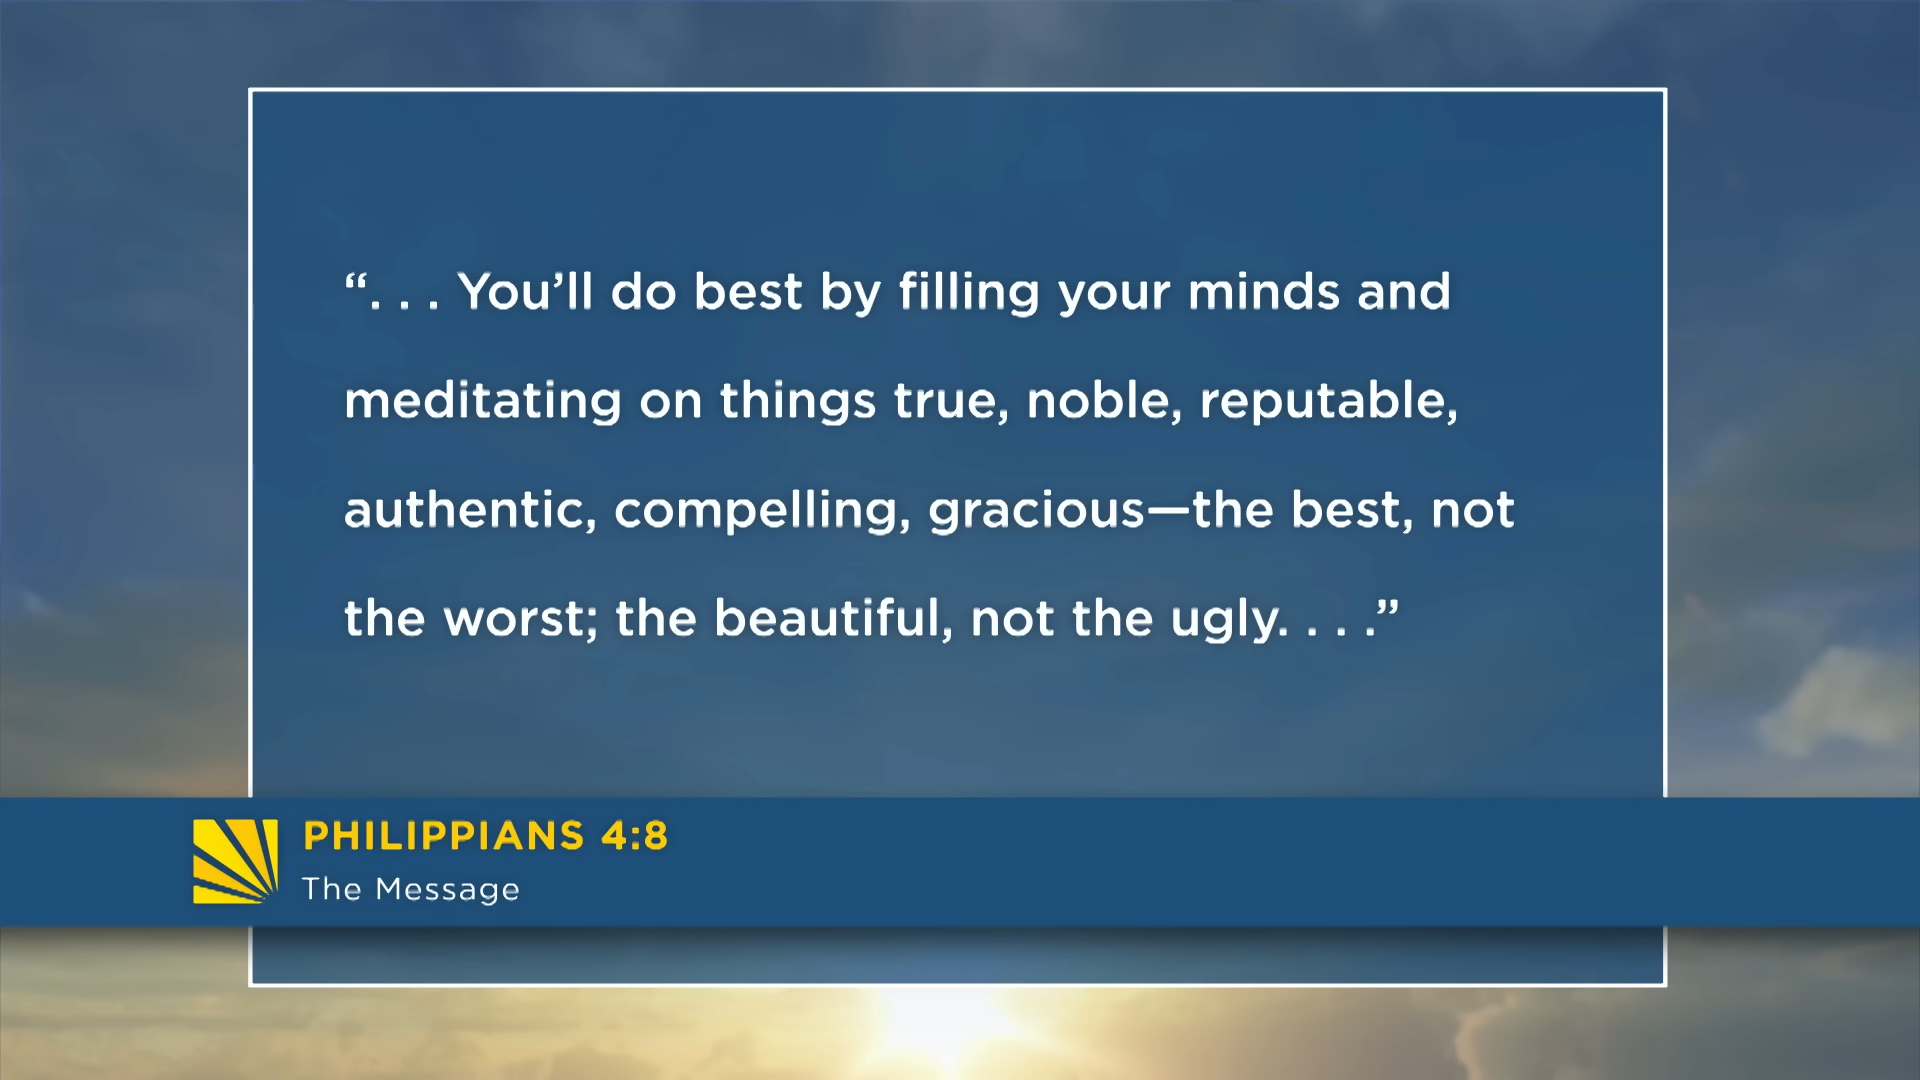 “. . . You’ll do best by filling your minds and
meditating on things true, noble, reputable,
authentic, compelling, gracious—the best, not
the worst; the beautiful, not the ugly. . . .”
PHILIPPIANS 4:8
The Message